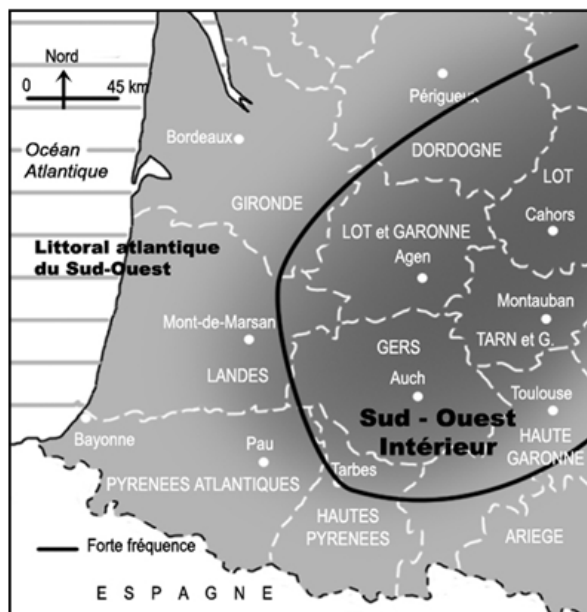 Nord
0 45 km
Périgueux
Bordeaux
Océan
Atlantique
DORDOGNE
LOT
GIRONDE
Cahors
LOT et GARONNE
Littoral atlantique
du Sud-Ouest
Agen
Montauban
Mont-de-Marsan
TARN et G.
GERS
LANDES
Auch
Toulouse
Sud - Ouest
Intérieur
Bayonne
Pau
HAUTE
GARONNE
Tarbes
PYRENEES ATLANTIQUES
HAUTES
PYRENEES
ARIEGE
Forte fréquence
ESPAGNE